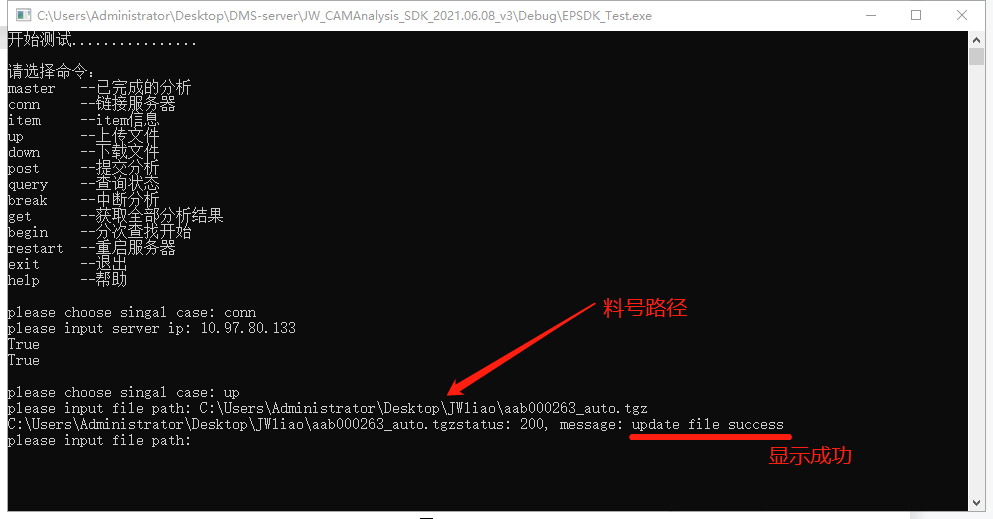 C:\Users\Administrator\Desktop\DMS-server\JW_CAMAnalysis_SDK_2021.06.08_v3\Debug\EPSDK_Test.exe
开始测试................
请选择命令:
master --已完成的分析
conn --链接服务器
item --item信息
up --上传文件
down --下载文件
post --提交分析
query --查询状态
break --中断分析
get --获取全部分析结果
begin --分次查找开始
restart --重启服务器
exit --退出
help --帮助
please choose singal case: conn
料号路径
please input server ip: 10.97.80.133
True
True
please choose singal case: up
please input file path: C:\Users\Administrator\Desktop\JWliao\aab000263_auto.tgz
C:\Users\Administrator\Desktop\JWliao\aab000263_auto.tgzstatus: 200, message: update file success
please input file path:
显示成功